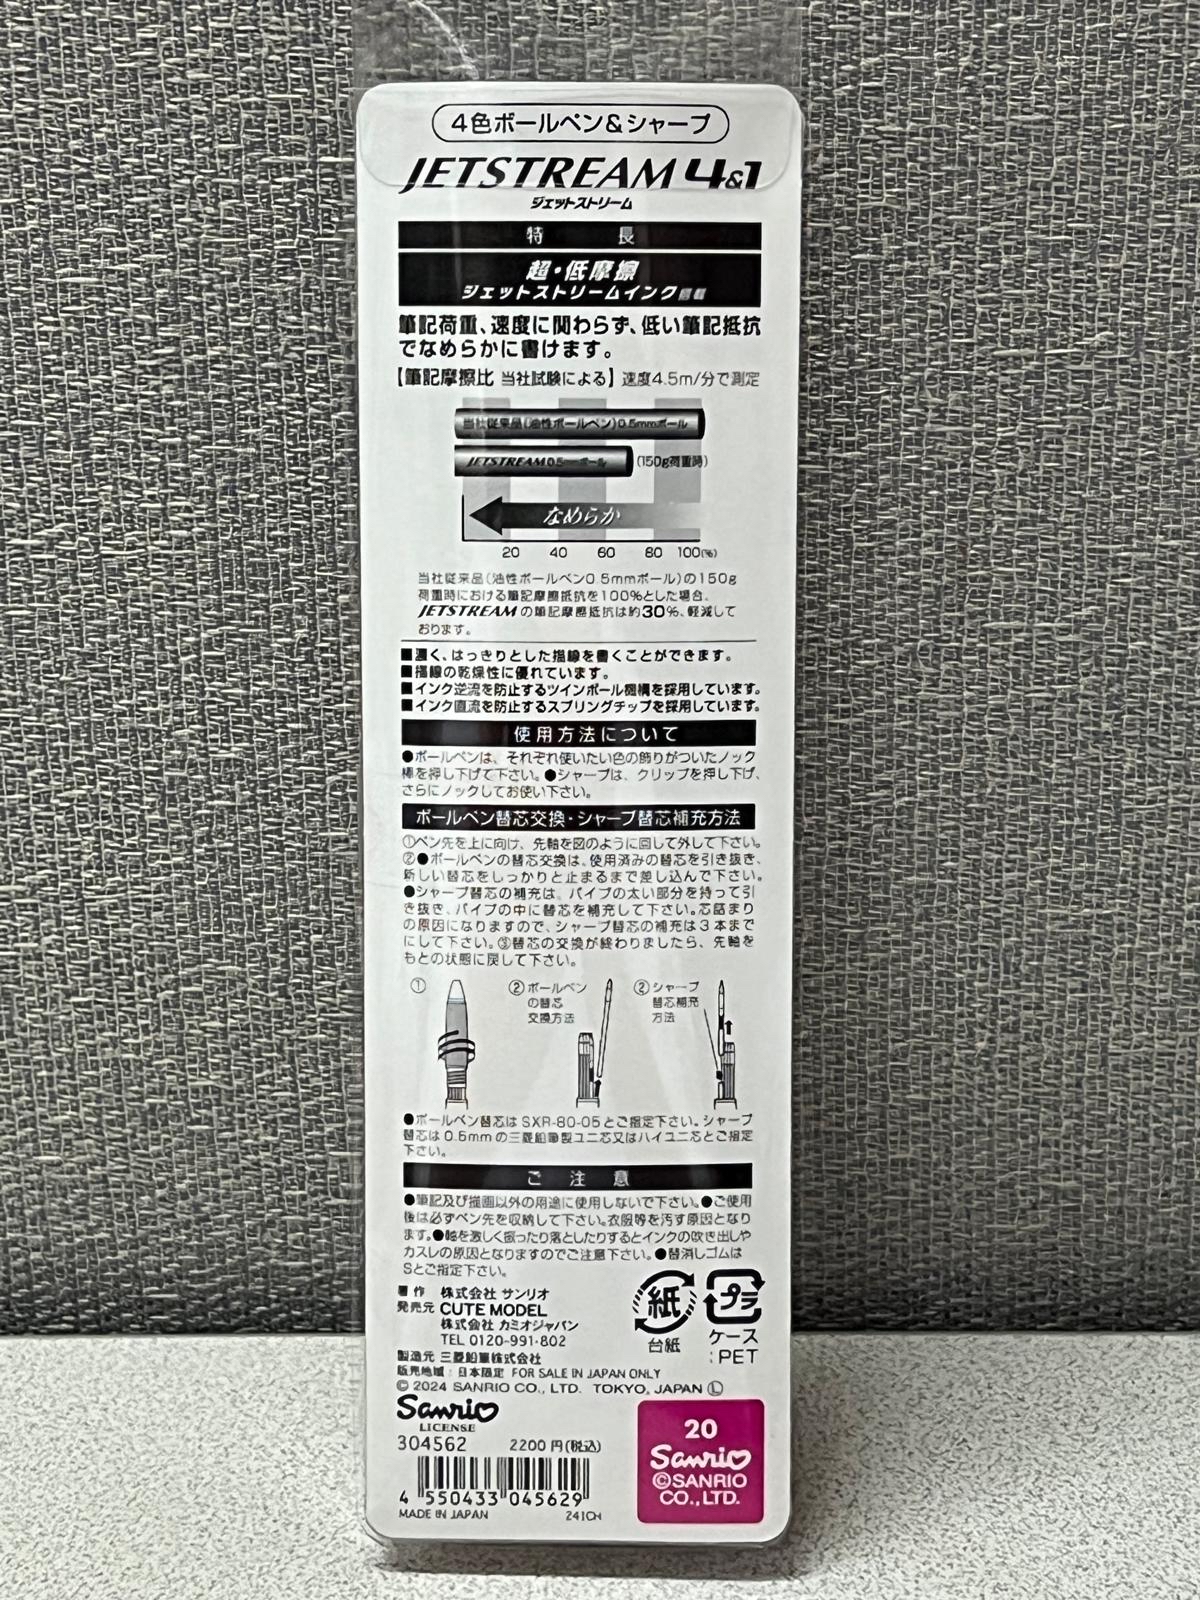 4色ボールペン&シャープ
JETSTREAM 4&1
ジェットストリーム
特 長
超・低摩擦
ジェットストリームインク搭載
筆記荷重、速度に関わらず、低い筆記抵抗
でなめらかに書けます。
【筆記摩擦比 当社試験による】速度4.5m/分で測定
当社従来品(油性ボールペン)0.5mmボール
JETSTREAM0.5mmボール (150g荷重時)
なめらか
20 40 60 80 100(%)
当社従来品(油性ボールペン0.5mmボール)の150g
荷重時における筆記摩擦抵抗を100%とした場合、
JETSTREAMの筆記摩擦抵抗は約30%、軽減して
おります。
■濃く、はっきりとした描線を書くことができます。
■描線の乾燥性に優れています。
■インク逆流を防止するツインボール機構を採用しています。
■インク直流を防止するスプリングチップを採用しています。
使用方法について
●ボールペンは、それぞれ使いたい色の飾りがついたノック
棒を押し下げて下さい。●シャープは、クリップを押し下げ、
さらにノックしてお使い下さい。
ボールペン替芯交換・シャープ替芯補充方法
①ペン先を上に向け、先軸を図のように回して外して下さい。
②●ボールペンの替芯交換は、使用済みの替芯を引き抜き、
新しい替芯をしっかりと止まるまで差し込んで下さい。
●シャープ替芯の補充は、パイプの太い部分を持って引
き抜き、パイプの中に替芯を補充して下さい。芯詰まり
の原因になりますので、シャープ替芯の補充は3本まで
にして下さい。③替芯の交換が終わりましたら、先軸を
もとの状態に戻して下さい。
①
②ボールペン
の替芯
交換方法
②シャープ
替芯補充
方法
●ボールペン替芯はSXR-80-05とご指定下さい。シャープ
替芯は0.5mmの三菱鉛筆製ユニ芯又はハイユニ芯とご指定
下さい。
ご 注 意
●筆記及び描画以外の用途に使用しないで下さい。●ご使用
後は必ずペン先を収納して下さい。衣服等を汚す原因となり
ます。●軸を激しく振ったり落としたりするとインクの吹き出しや
カスレの原因となりますのでご注意下さい。●替消しゴムは
Sとご指定下さい。
著作 株式会社 サンリオ
発売元 CUTE MODEL
株式会社 カミオジャパン
TEL 0120-991-802
紙
台紙
プラ
ケース
:PET
製造元 三菱鉛筆株式会社
販売地域:日本限定 FOR SALE IN JAPAN ONLY
© 2024 SANRIO CO., LTD. TOKYO, JAPAN Ⓛ
Sanrio
LICENSE
304562 2200円(税込)
4 550433 045629
MADE IN JAPAN 241CH
20
Sanrio
©SANRIO
CO.,LTD.